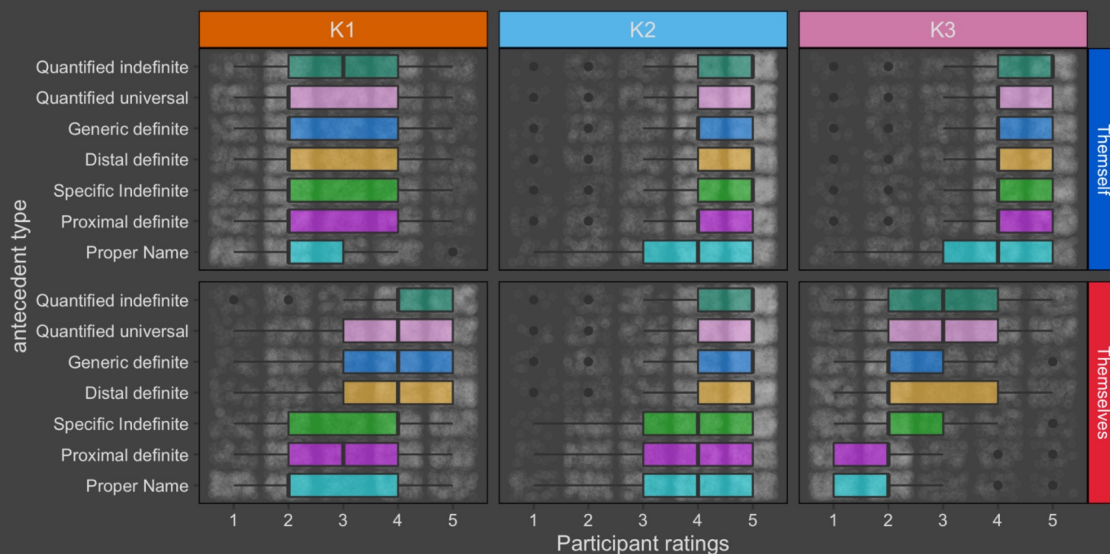 K1 K2 K3
Quantified indefinite
Quantified universal
Generic definite
Distal definite
Specific Indefinite
Proximal definite
Proper Name
Themself
antecedent type
Quantified indefinite
Quantified universal
Generic definite
Distal definite
Specific Indefinite
Proximal definite
Proper Name
Themselves
1 2 3 4 5 1 2 3 4 5 1 2 3 4 5
Participant ratings